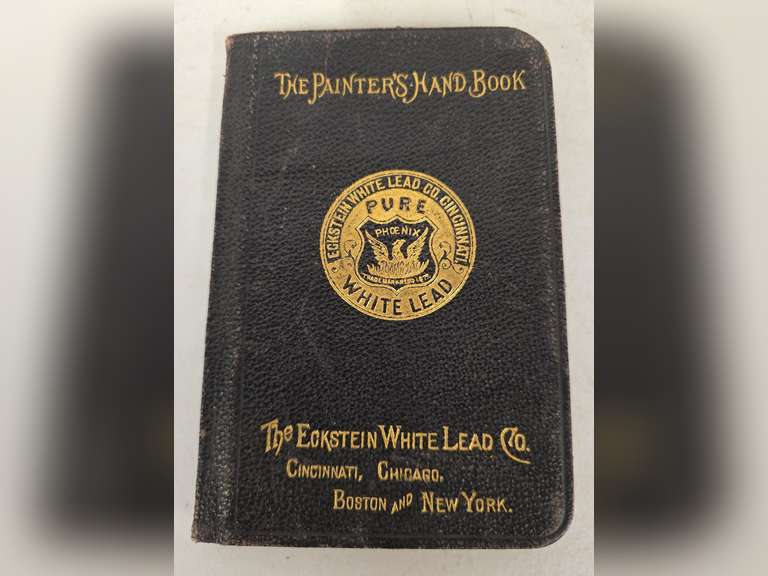 The Painter's Hand Book
ECKSTEIN WHITE LEAD CO. CINCINNATI.
PURE
PHOENIX
WHITE LEAD
The Eckstein White Lead Co.
Cincinnati, Chicago,
Boston and New York.